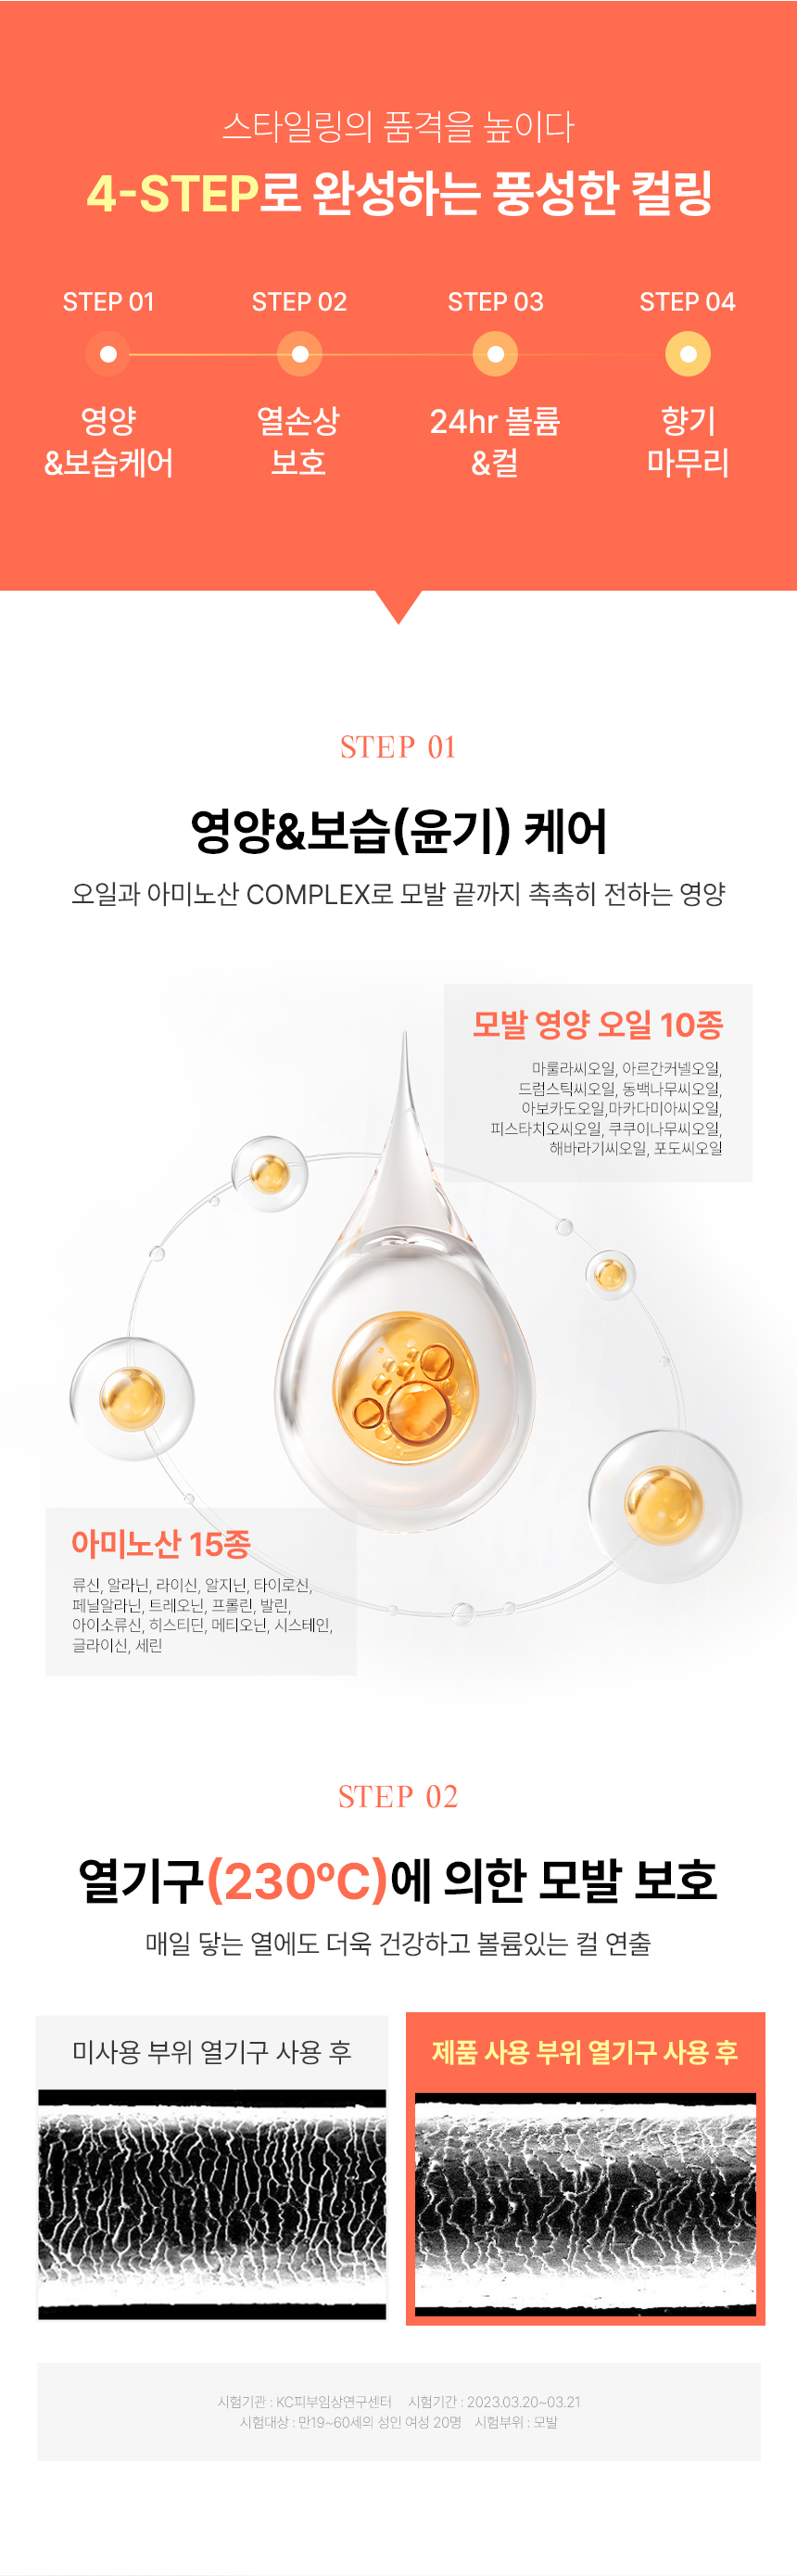 스타일링의 품격을 높이다
4-STEP로 완성하는 풍성한 컬링
STEP 01
STEP 02
STEP 03
STEP 04
영양
&보습케어
열손상
보호
24hr 볼륨
&컬
향기
마무리
STEP 01
영양&보습(윤기) 케어
오일과 아미노산 COMPLEX로 모발 끝까지 촉촉히 전하는 영양
모발 영양 오일 10종
마룰라씨오일, 아르간커넬오일,
드럼스틱씨오일, 동백나무씨오일,
아보카도오일,마카다미아씨오일,
피스타치오씨오일, 쿠쿠이나무씨오일,
해바라기씨오일, 포도씨오일
아미노산 15종
류신, 알라닌, 라이신, 알지닌, 타이로신,
페닐알라닌, 트레오닌, 프롤린, 발린,
아이소류신, 히스티딘, 메티오닌, 시스테인,
글라이신, 세린
STEP 02
열기구(230ºC)에 의한 모발 보호
매일 닿는 열에도 더욱 건강하고 볼륨있는 컬 연출
미사용 부위 열기구 사용 후
제품 사용 부위 열기구 사용 후
시험기관 : KC피부임상연구센터 시험기간 : 2023.03.20~03.21
시험대상 : 만19~60세의 성인 여성 20명 시험부위 : 모발